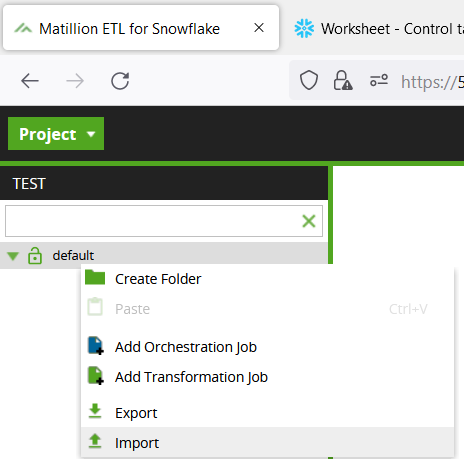 Matillion ETL for Snowflake
Worksheet - Control ta
https://5
Project
TEST
default
Create Folder
Paste Ctrl+V
Add Orchestration Job
Add Transformation Job
Export
Import